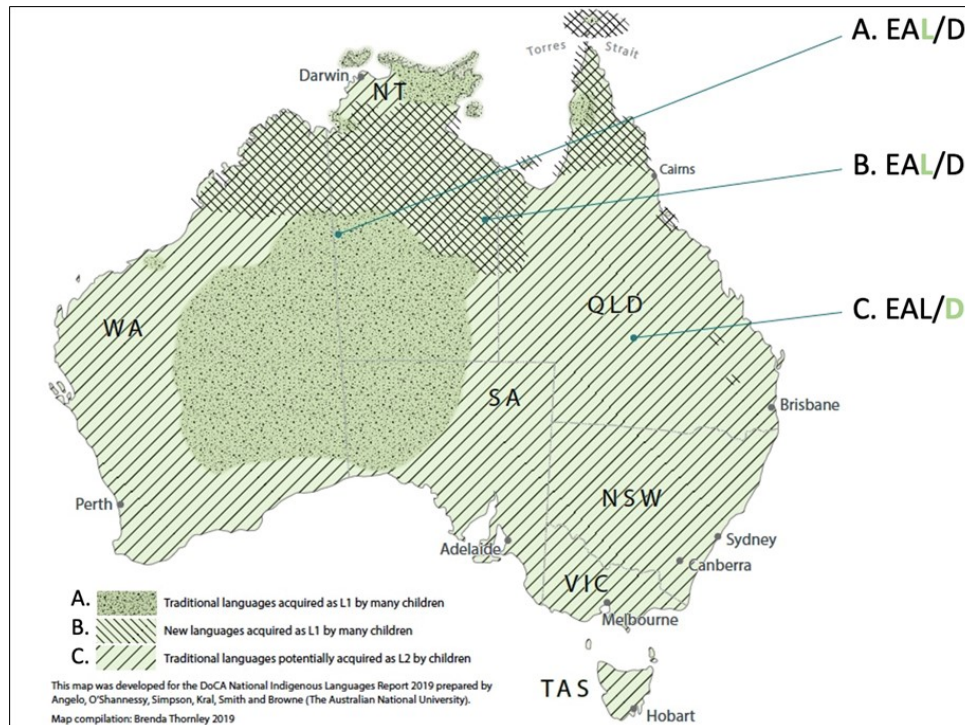 A. EAL/D
Torres Strait
Darwin
NT
B. EAL/D
Cairns
QLD
C. EAL/D
WA
SA
Brisbane
NSW
Perth
Adelaide
Sydney
Canberra
VIC
Melbourne
A. Traditional languages acquired as L1 by many children
B. New languages acquired as L1 by many children
C. Traditional languages potentially acquired as L2 by children
TAS
This map was developed for the DoCA National Indigenous Languages Report 2019 prepared by
Angelo, O'Shannessy, Simpson, Kral, Smith and Browne (The Australian National University).
Map compilation: Brenda Thornley 2019
Hobart